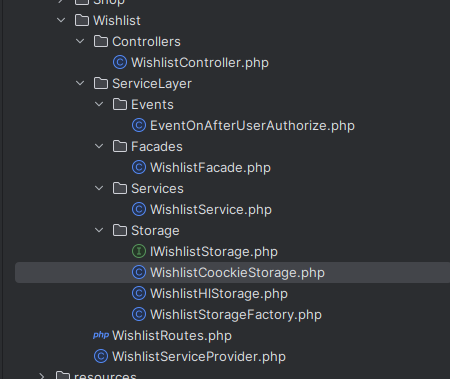 Shop
Wishlist
Controllers
WishlistController.php
ServiceLayer
Events
EventOnAfterUserAuthorize.php
Facades
WishlistFacade.php
Services
WishlistService.php
Storage
IWishlistStorage.php
WishlistCoockieStorage.php
WishlistHlStorage.php
WishlistStorageFactory.php
php WishlistRoutes.php
WishlistServiceProvider.php
resources